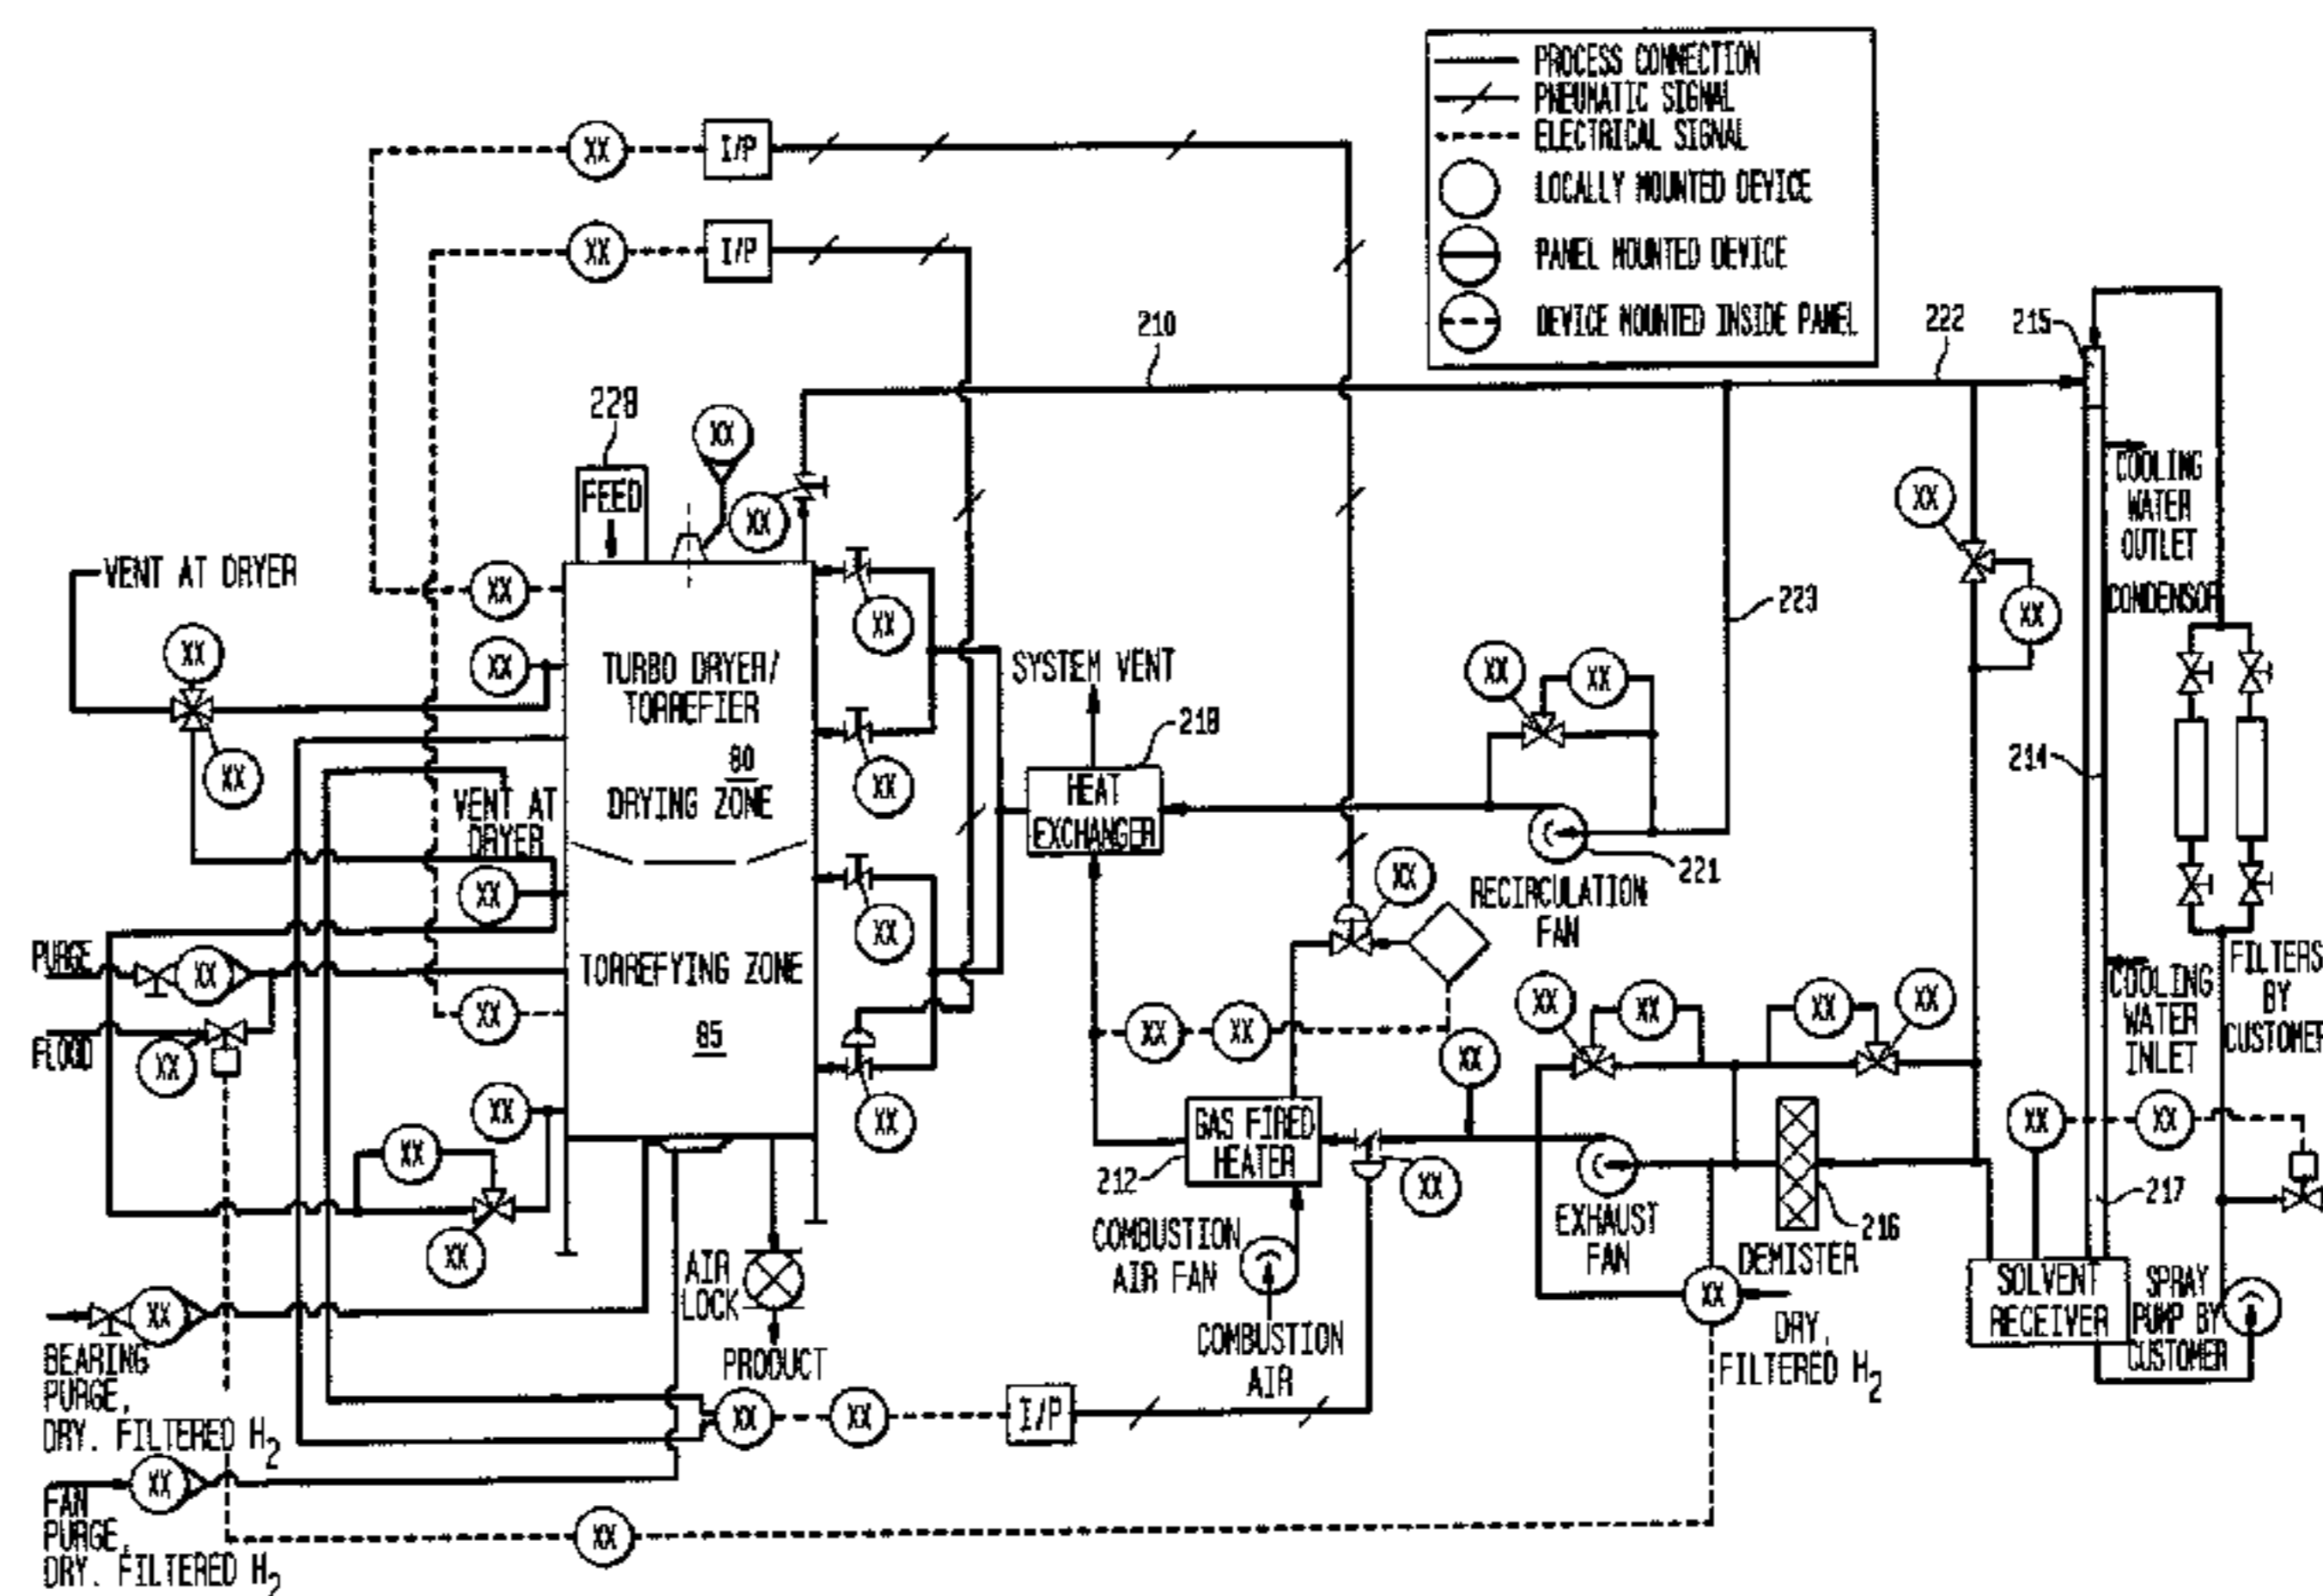 PROCESS CONNECTION
PNEUMATIC SIGNAL
ELECTRICAL SIGNAL
LOCALLY MOUNTED DEVICE
PANEL MOUNTED DEVICE
DEVICE MOUNTED INSIDE PANEL
XX
I/P
XX
I/P
210
222
215
228
FEED
XX
XX
COOLING
WATER
OUTLET
CONDENSOR
XX
XX
VENT AT DRYER
XX
XX
XX
XX
XX
XX
TURBO DRYER/
TORREFIER
80
DRYING ZONE
SYSTEM VENT
218
HEAT
EXCHANGER
XX
XX
223
221
RECIRCULATION
FAN
214
VENT AT
DRYER
XX
XX
XX
PURGE
XX
FLOOD
XX
XX
TORREFYING ZONE
85
XX
XX
XX
XX
XX
XX
XX
XX
XX
COOLING
WATER
INLET
FILTERS
BY
CUSTOMER
XX
XX
XX
XX
GAS FIRED
HEATER
212
XX
EXHAUST
FAN
216
DEMISTER
217
COMBUSTION
AIR FAN
COMBUSTION
AIR
XX
DRY,
FILTERED H2
SOLVENT
RECEIVER
SPRAY
PUMP BY
CUSTOMER
AIR
LOCK
PRODUCT
XX
BEARING
PURGE,
DRY. FILTERED H2
XX
XX
I/P
XX
FAN
PURGE,
DRY. FILTERED H2
XX